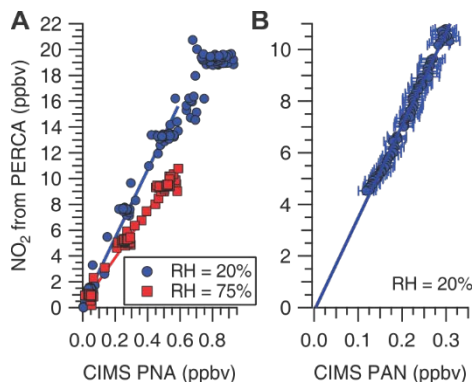 A
B
NO2 from PERCA (ppbv)
22
20
18
16
14
12
10
8
6
4
2
0
0.0 0.2 0.4 0.6 0.8
CIMS PNA (ppbv)
RH = 20%
RH = 75%
10
8
6
4
2
0
0.0 0.1 0.2 0.3
CIMS PAN (ppbv)
RH = 20%